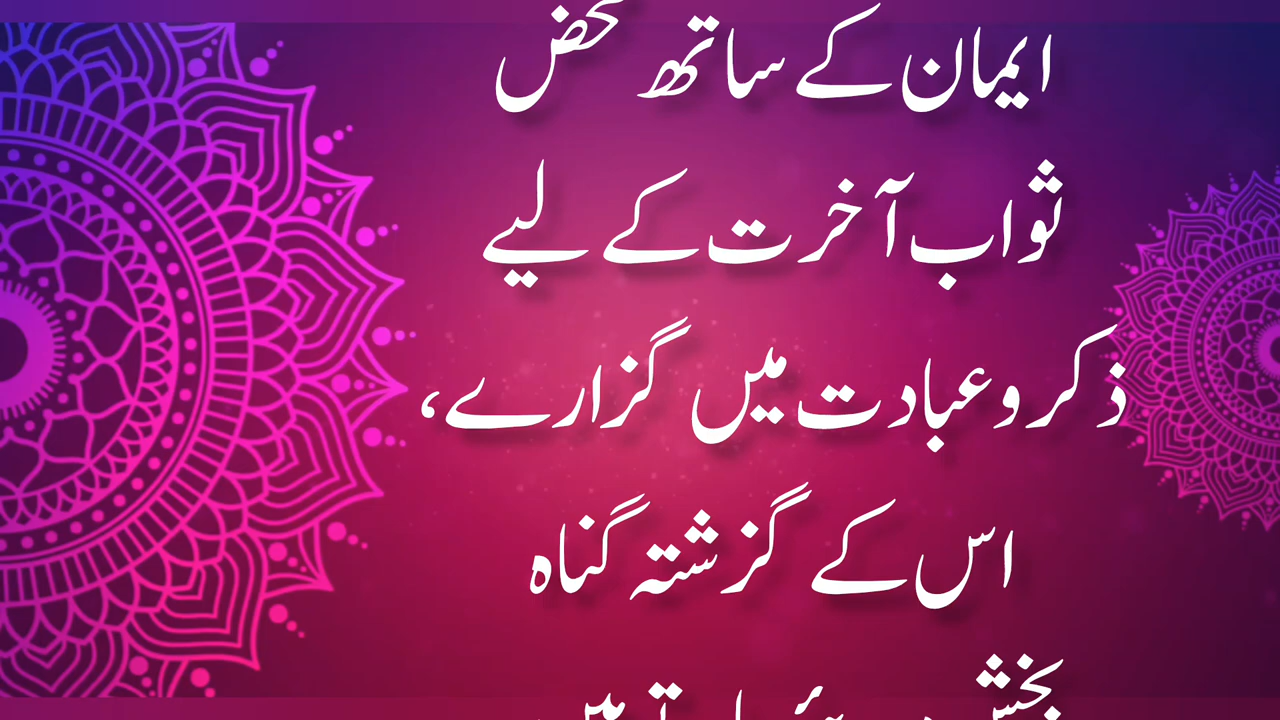 ایمان کے ساتھ محض
ثواب آخرت کے لیے
ذکر و عبادت میں گزارے،
اس کے گزشتہ گناہ